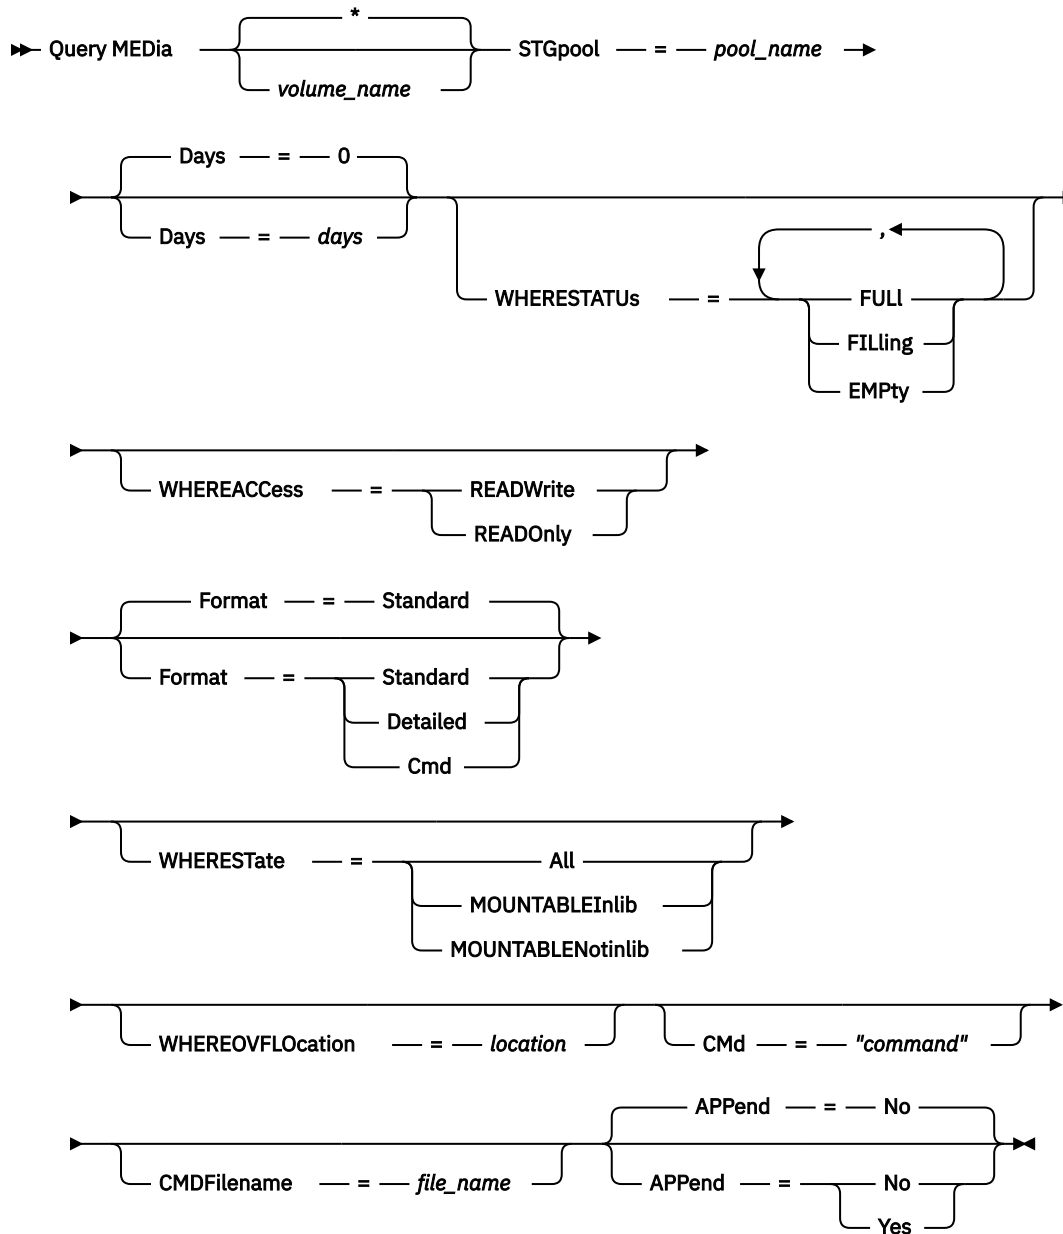 *
Query MEDia STGpool = pool_name
volume_name
Days = 0
Days = days
,
WHERESTATUs = FULl
FILling
EMPty
WHEREACCess = READWrite
READOnly
Format = Standard
Format = Standard
Detailed
Cmd
WHERESTate = All
MOUNTABLEInlib
MOUNTABLENotinlib
WHEREOVFLOcation = location CMd = "command"
APPend = No
CMDFilename = file_name APPend = No
Yes